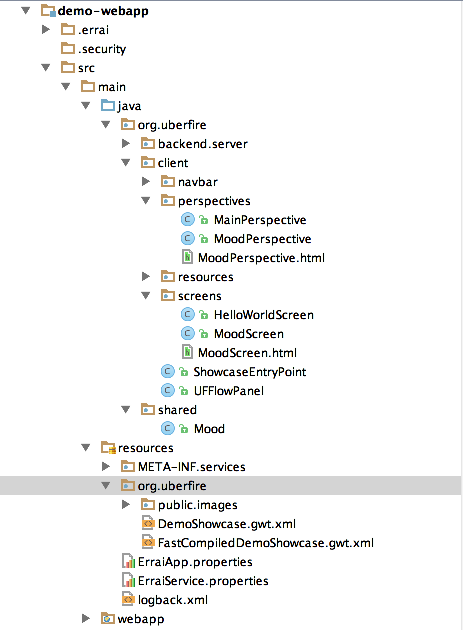 demo-webapp
.errai
.security
src
main
java
org.uberfire
backend.server
client
navbar
perspectives
MainPerspective
MoodPerspective
MoodPerspective.html
resources
screens
HelloWorldScreen
MoodScreen
MoodScreen.html
ShowcaseEntryPoint
UFFlowPanel
shared
Mood
resources
META-INF.services
org.uberfire
public.images
DemoShowcase.gwt.xml
FastCompiledDemoShowcase.gwt.xml
ErraiApp.properties
ErraiService.properties
logback.xml
webapp